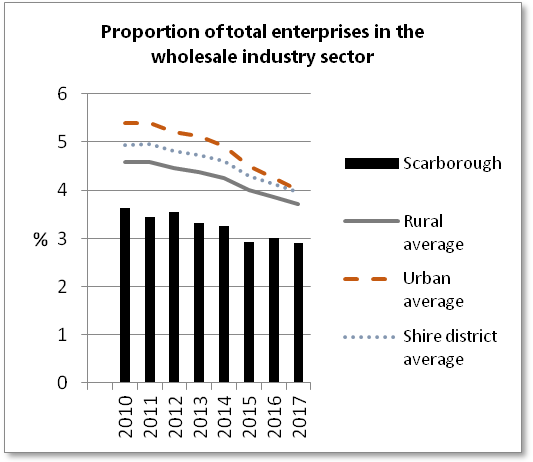 Proportion of total enterprises in the
wholesale industry sector
6
5
4
3
2
1
0
%
2010
2011
2012
2013
2014
2015
2016
2017
Scarborough
Rural
average
Urban
average
Shire district
average